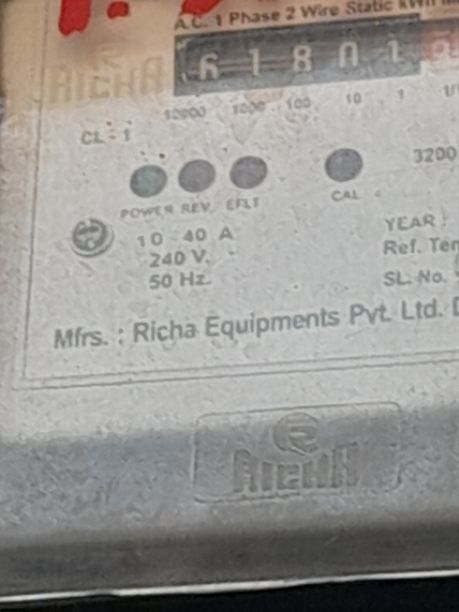 A.C. 1 Phase 2 Wire Static kWh
RICHA
6 1 8 0 1
10000 1000 100 10 1
CL - 1
3200
POWER REV. EFLT CAL
10 40 A
240 V.
50 Hz.
YEAR
Ref. Tem
SL. No.
Mfrs. : Richa Equipments Pvt. Ltd.
RICHA